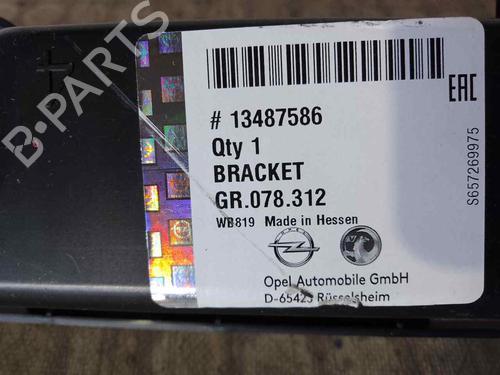 B-PARTS
# 13487586
Qty 1
BRACKET
GR.078.312
WB819 Made in Hessen
Opel Automobile GmbH
D-65423 Rüsselsheim
EAC
S657269975